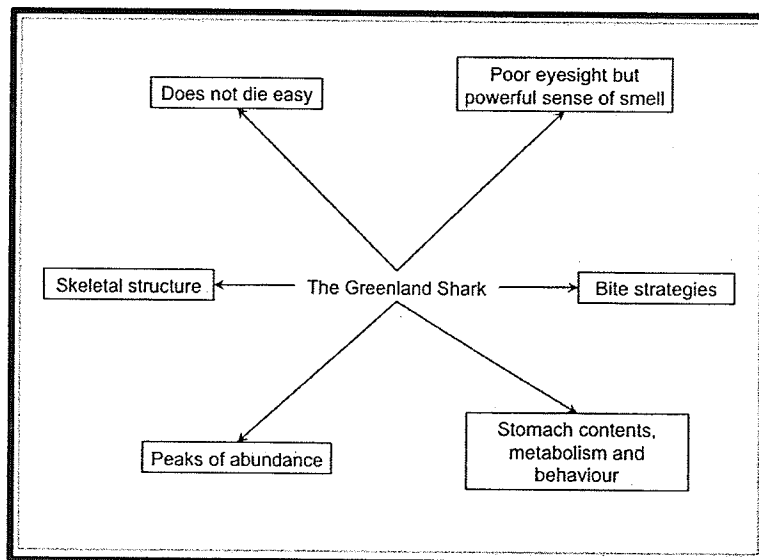 Does not die easy
Poor eyesight but
powerful sense of smell
Skeletal structure
The Greenland Shark
Bite strategies
Peaks of abundance
Stomach contents,
metabolism and
behaviour